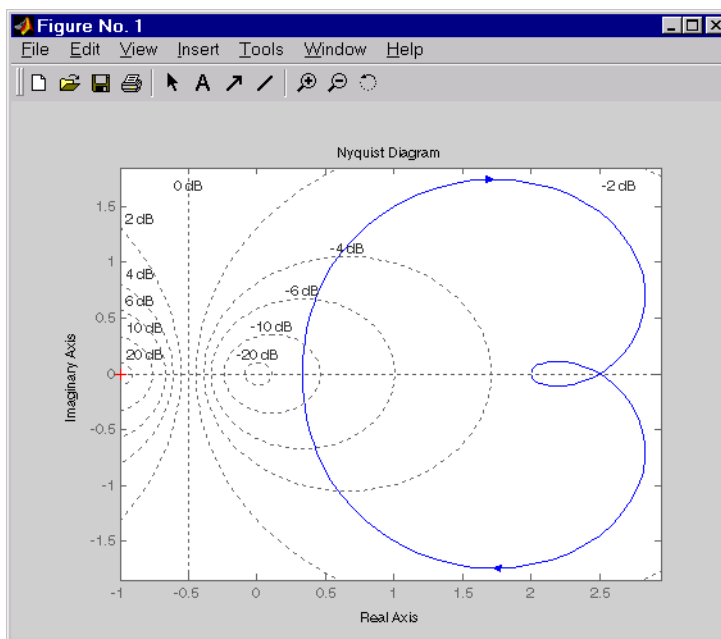 Figure No. 1
File Edit View Insert Tools Window Help
A
Nyquist Diagram
0 dB
-2 dB
2 dB
-4 dB
4 dB
-6 dB
6 dB
10 dB
-10 dB
20 dB
-20 dB
1.5
1
0.5
0
-0.5
-1
-1.5
Imaginary Axis
-1 -0.5 0 0.5 1 1.5 2 2.5
Real Axis